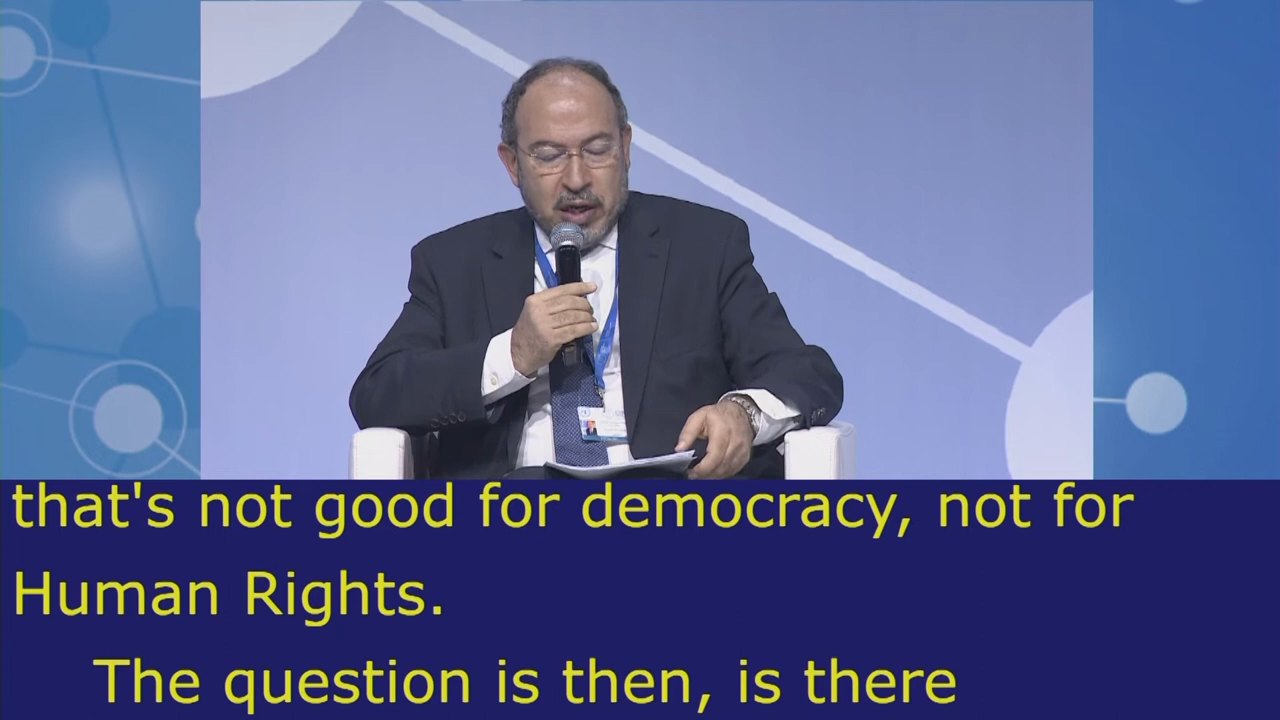 that's not good for democracy, not for
Human Rights.
The question is then, is there